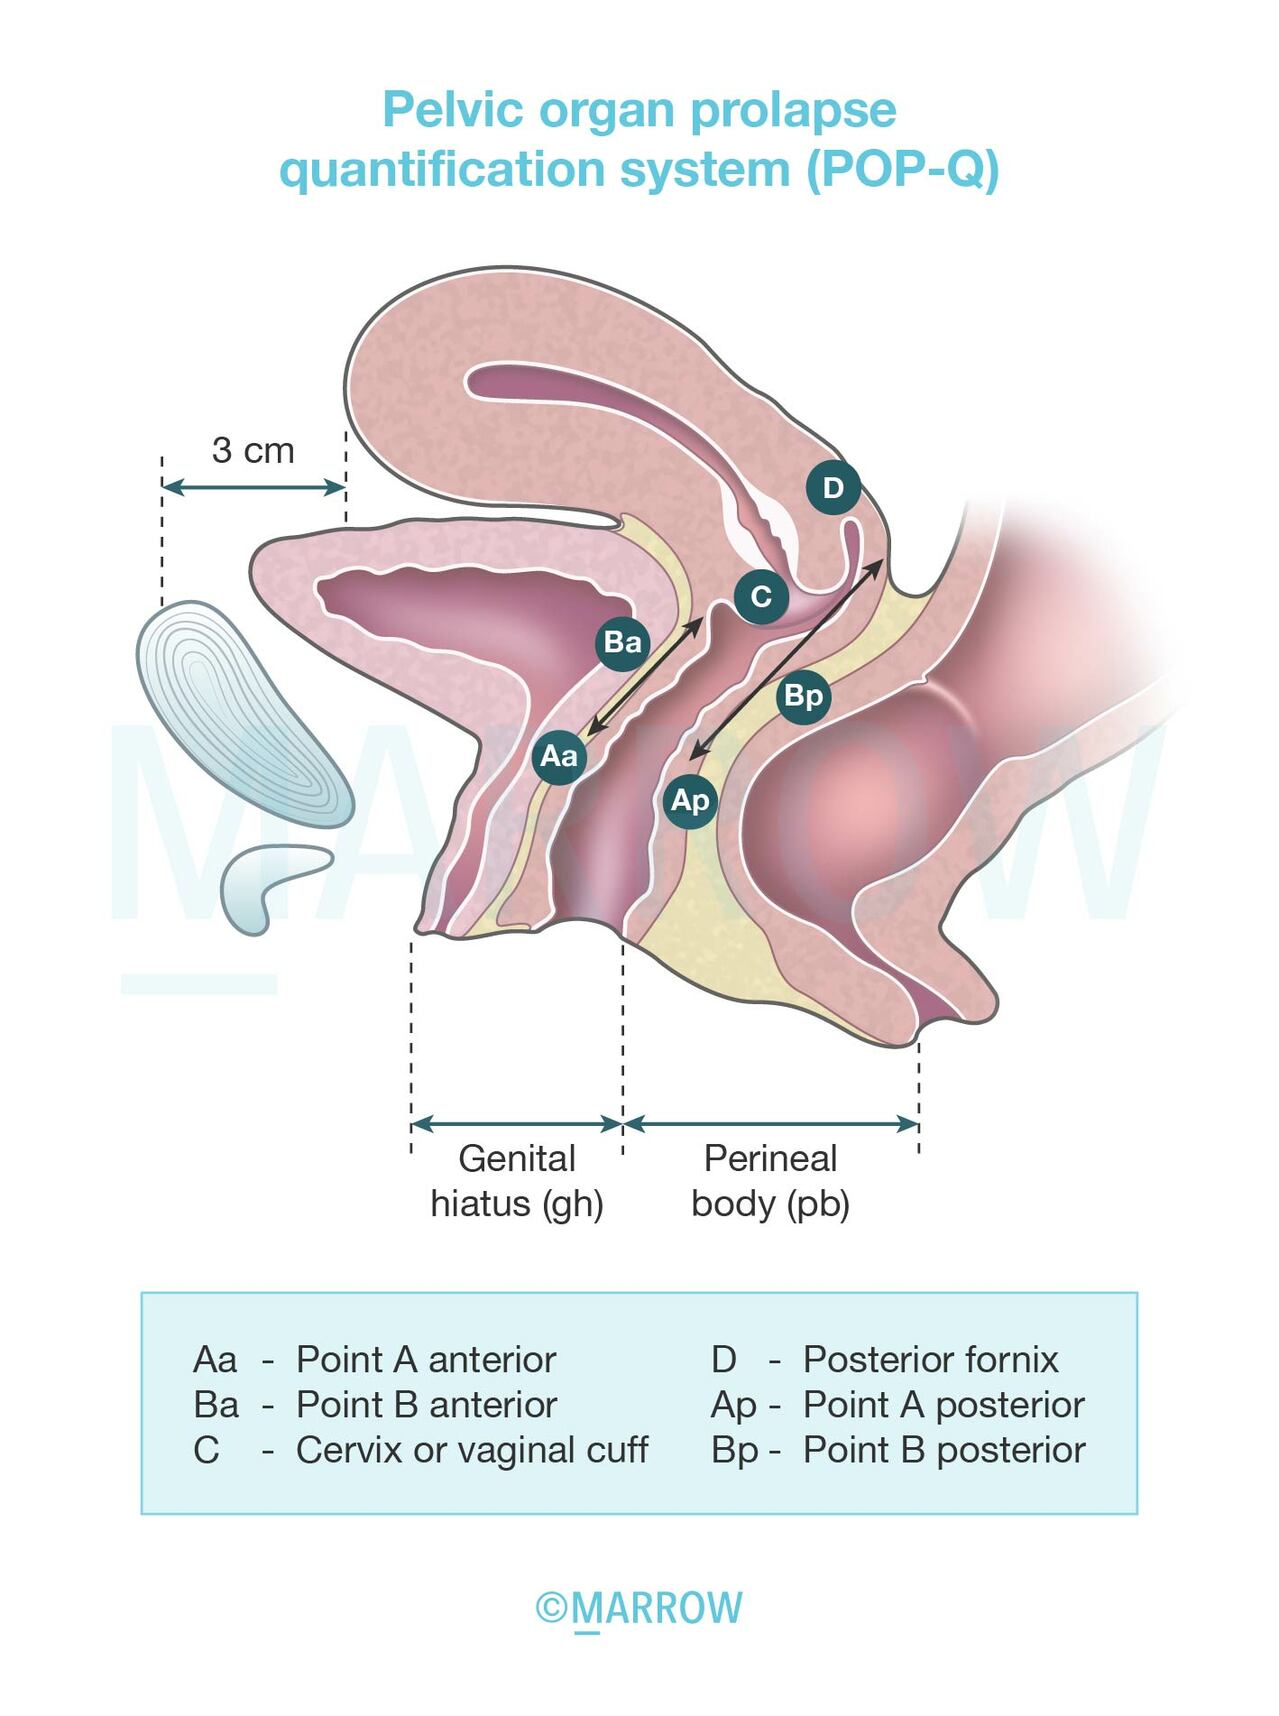 Pelvic organ prolapse
quantification system (POP-Q)
3 cm
D
C
Ba
Bp
Aa
Ap
MARROW
Genital
hiatus (gh)
Perineal
body (pb)
Aa - Point A anterior
Ba - Point B anterior
C - Cervix or vaginal cuff
D - Posterior fornix
Ap - Point A posterior
Bp - Point B posterior
©MARROW